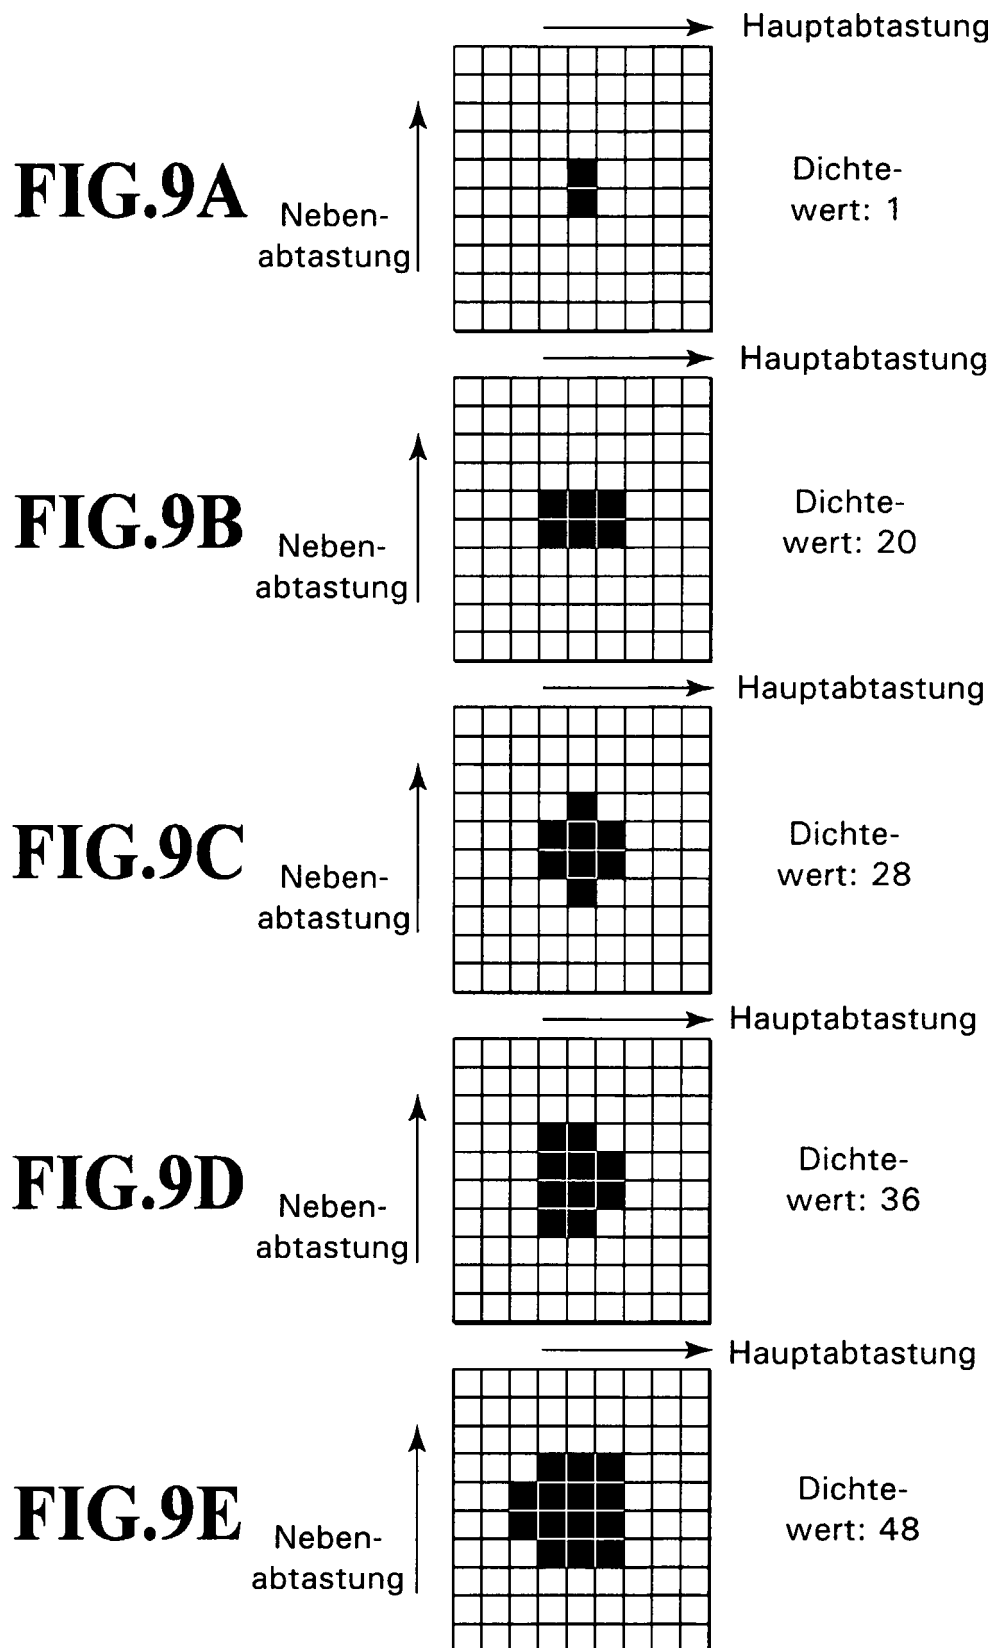 Hauptabtastung
FIG.9A
Neben-
abtastung
Dichte-
wert: 1
Hauptabtastung
FIG.9B
Neben-
abtastung
Dichte-
wert: 20
Hauptabtastung
FIG.9C
Neben-
abtastung
Dichte-
wert: 28
Hauptabtastung
FIG.9D
Neben-
abtastung
Dichte-
wert: 36
Hauptabtastung
FIG.9E
Neben-
abtastung
Dichte-
wert: 48